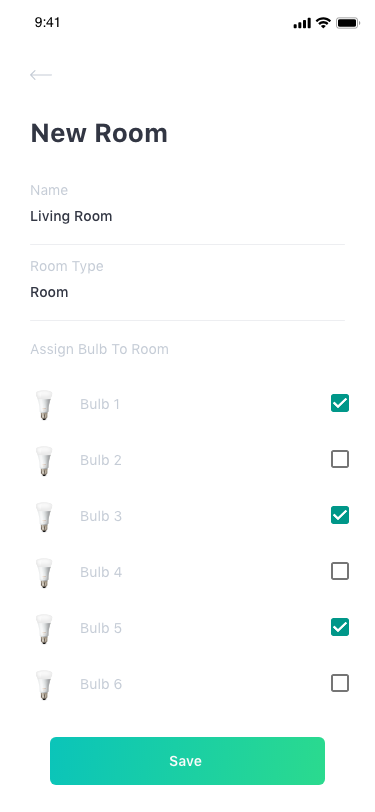 9:41
New Room
Name
Living Room
Room Type
Room
Assign Bulb To Room
Bulb 1
Bulb 2
Bulb 3
Bulb 4
Bulb 5
Bulb 6
Save